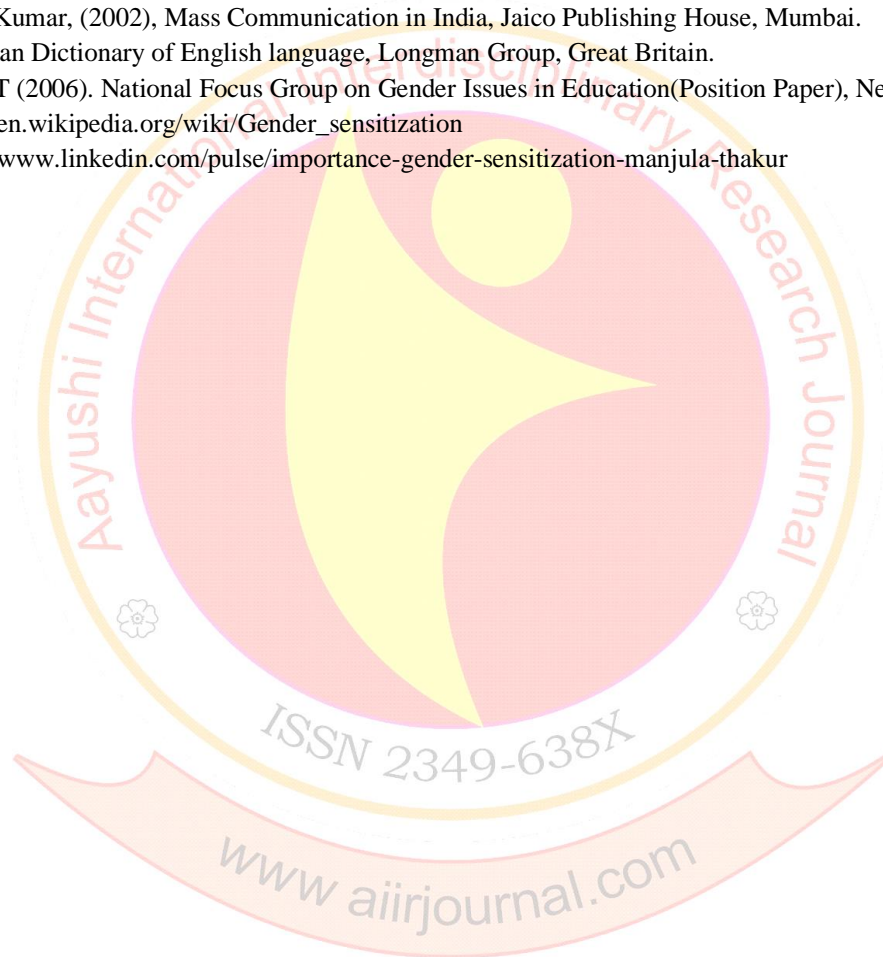 Kumar, (2002), Mass Communication in India, Jaico Publishing House, Mumbai.
an Dictionary of English language, Longman Group, Great Britain.
T (2006). National Focus Group on Gender Issues in Education(Position Paper), Ne
en.wikipedia.org/wiki/Gender_sensitization
www.linkedin.com/pulse/importance-gender-sensitization-manjula-thakur
Aayushi International Interdisciplinary Research Journal
ISSN 2349-638X
www aiirjournal.com